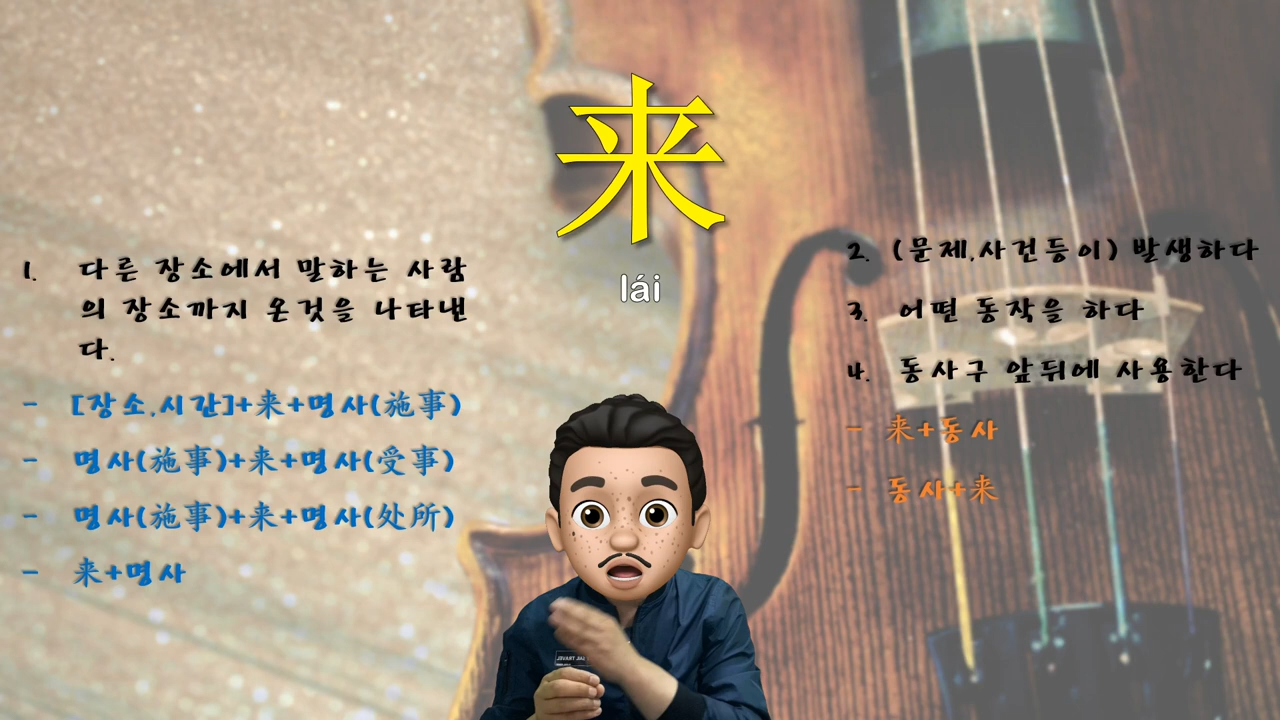 来
lái
1. 다른 장소에서 말하는 사람
의 장소까지 온것을 나타낸
다.
- [장소,시간]+来+명사(施事)
- 명사(施事)+来+명사(受事)
- 명사(施事)+来+명사(处所)
- 来+명사
2. (문제,사건등이) 발생하다
3. 어떤 동작을 하다
4. 동사구 앞뒤에 사용한다
- 来+동사
- 동사+来